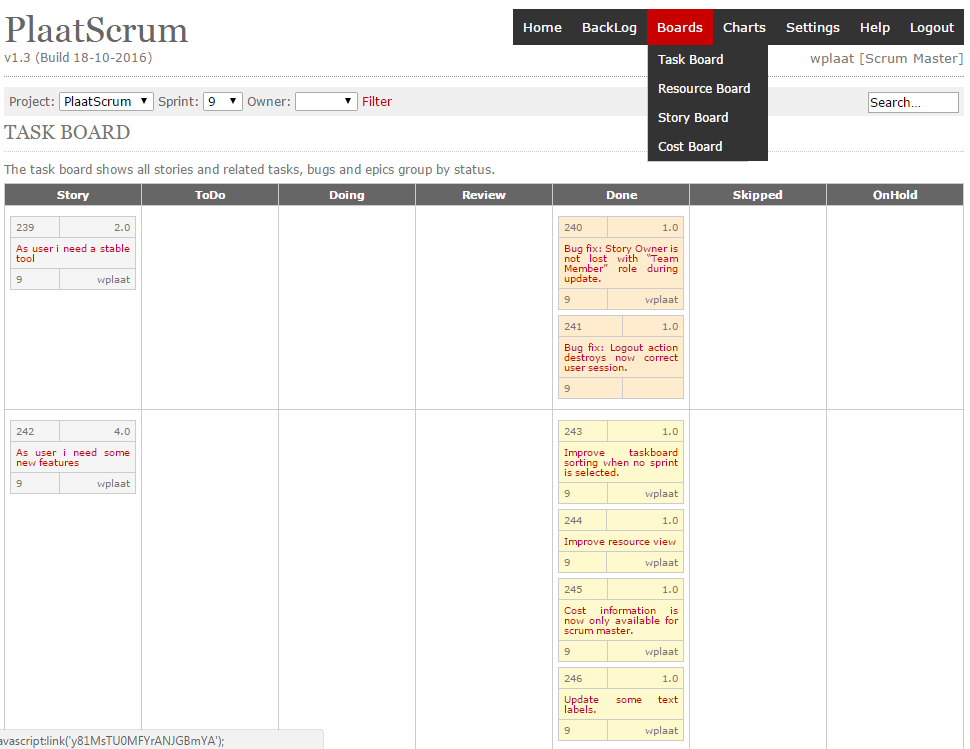 PlaatScrum
v1.3 (Build 18-10-2016)
Home BackLog Boards Charts Settings Help Logout
wplaat [Scrum Master]
Task Board
Resource Board
Story Board
Cost Board
Project: PlaatScrum Sprint: 9 Owner: Filter
Search...
TASK BOARD
The task board shows all stories and related tasks, bugs and epics group by status.
Story ToDo Doing Review Done Skipped OnHold
239 2.0
As user i need a stable
tool
9 wplaat
240 1.0
Bug fix: Story Owner is
not lost with "Team
Member" role during
update.
9 wplaat
241 1.0
Bug fix: Logout action
destroys now correct
user session.
9
242 4.0
As user i need some
new features
9 wplaat
243 1.0
Improve taskboard
sorting when no sprint
is selected.
9 wplaat
244 1.0
Improve resource view
9 wplaat
245 1.0
Cost information is
now only available for
scrum master.
9 wplaat
246 1.0
Update some text
labels.
9 wplaat
avascript:link('y81MsTU0MFYrANJGBmYA');